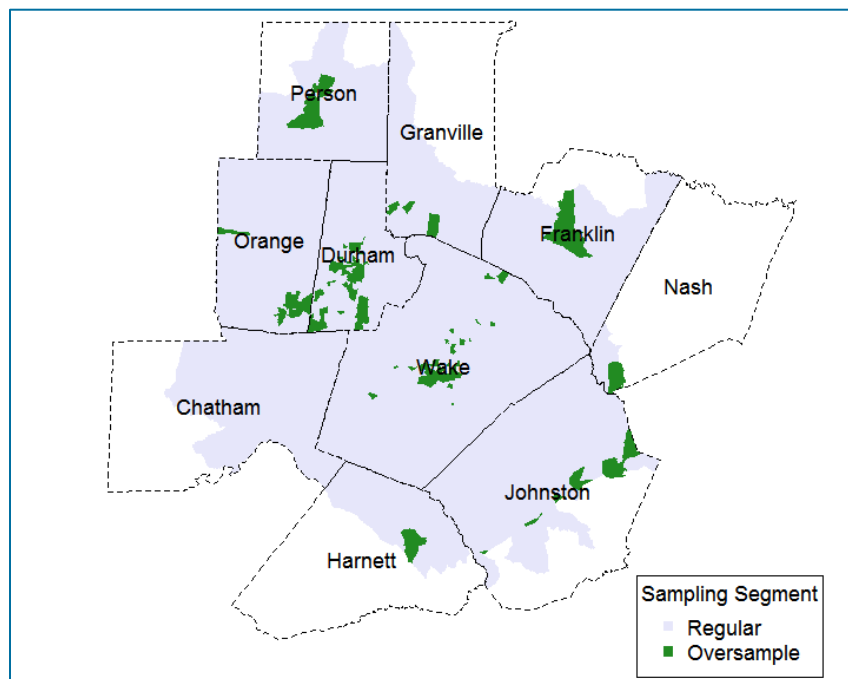 Person
Granville
Orange
Durham
Franklin
Nash
Wake
Chatham
Johnston
Harnett
Sampling Segment
Regular
Oversample